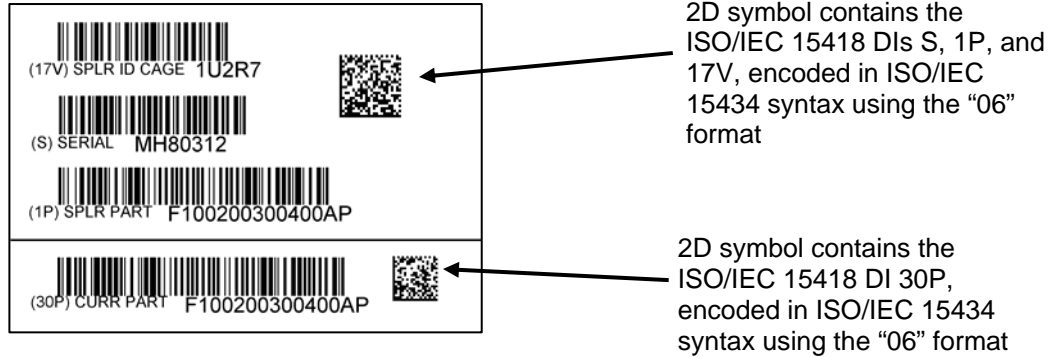 2D symbol contains the
ISO/IEC 15418 DIs S, 1P, and
17V, encoded in ISO/IEC
15434 syntax using the “06”
format
(17V) SPLR ID CAGE 1U2R7
(S) SERIAL MH80312
(1P) SPLR PART F100200300400AP
2D symbol contains the
ISO/IEC 15418 DI 30P,
encoded in ISO/IEC 15434
syntax using the “06” format
(30P) CURR PART F100200300400AP